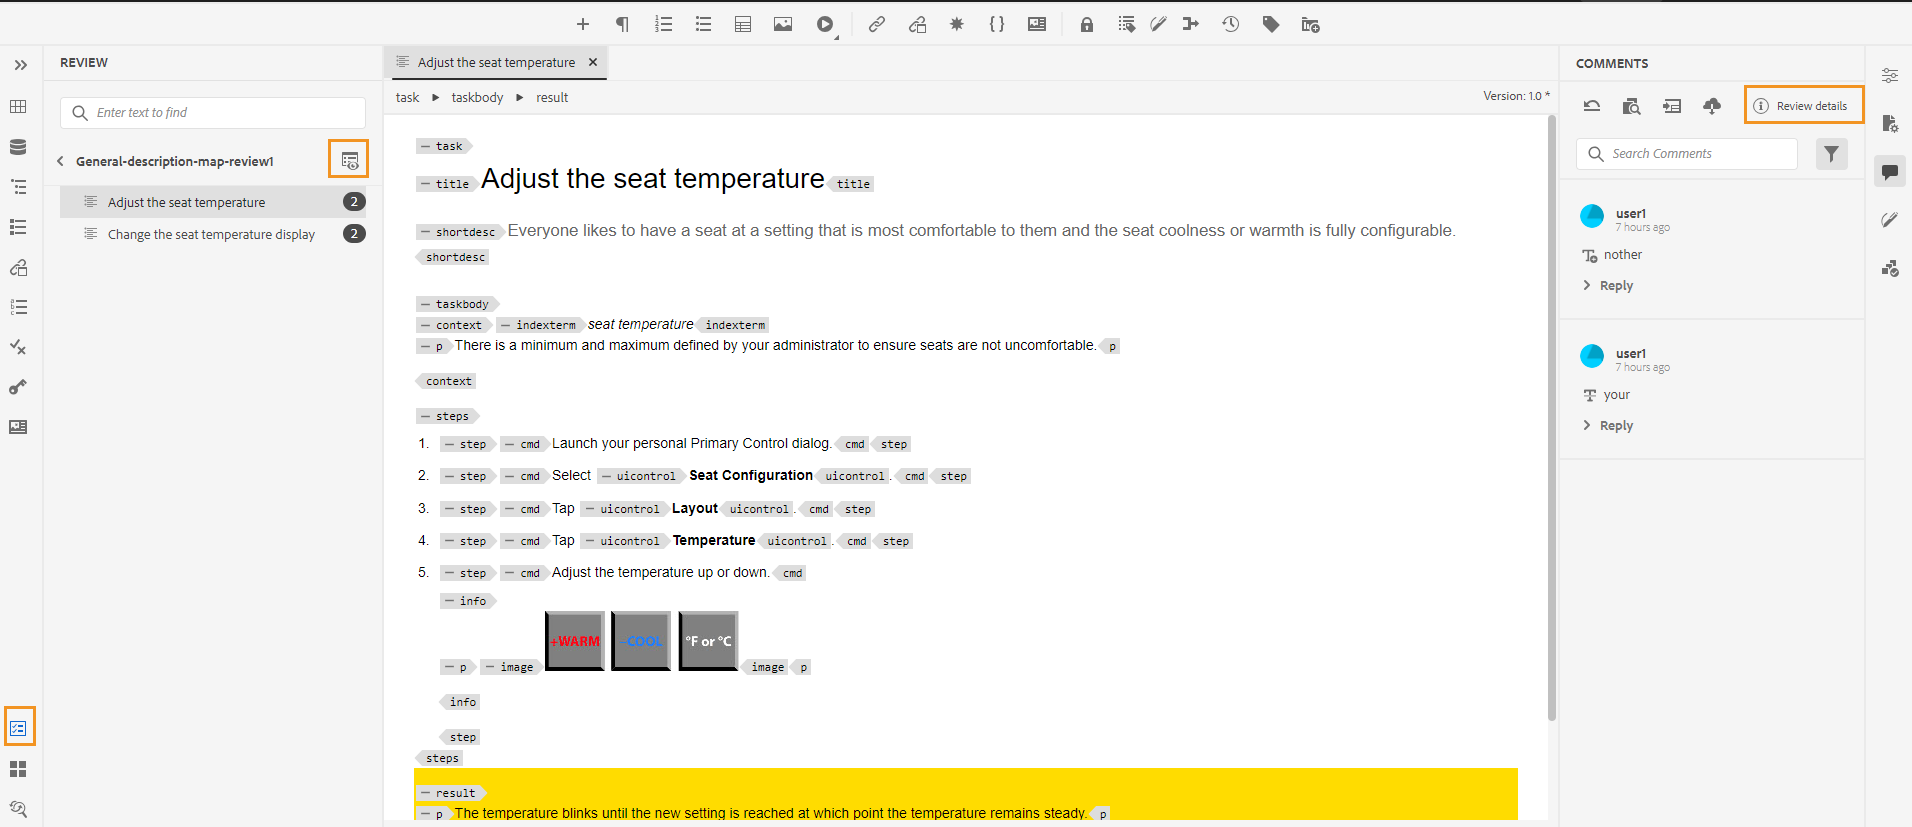 REVIEW
Enter text to find
General-description-map-review1
Adjust the seat temperature 2
Change the seat temperature display 2
Adjust the seat temperature ×
task ▶ taskbody ▶ result
Version: 1.0 *
task
title Adjust the seat temperature title
shortdesc Everyone likes to have a seat at a setting that is most comfortable to them and the seat coolness or warmth is fully configurable.
shortdesc
taskbody
context indexterm seat temperature indexterm
p There is a minimum and maximum defined by your administrator to ensure seats are not uncomfortable. p
context
steps
1. step cmd Launch your personal Primary Control dialog. cmd step
2. step cmd Select uicontrol Seat Configuration uicontrol . cmd step
3. step cmd Tap uicontrol Layout uicontrol . cmd step
4. step cmd Tap uicontrol Temperature uicontrol . cmd step
5. step cmd Adjust the temperature up or down. cmd
info
+WARM −COOL °F or °C
p image image p
info
step
steps
result
p The temperature blinks until the new setting is reached at which point the temperature remains steady. p
COMMENTS
Review details
Search Comments
user1
7 hours ago
nother
Reply
user1
7 hours ago
your
Reply